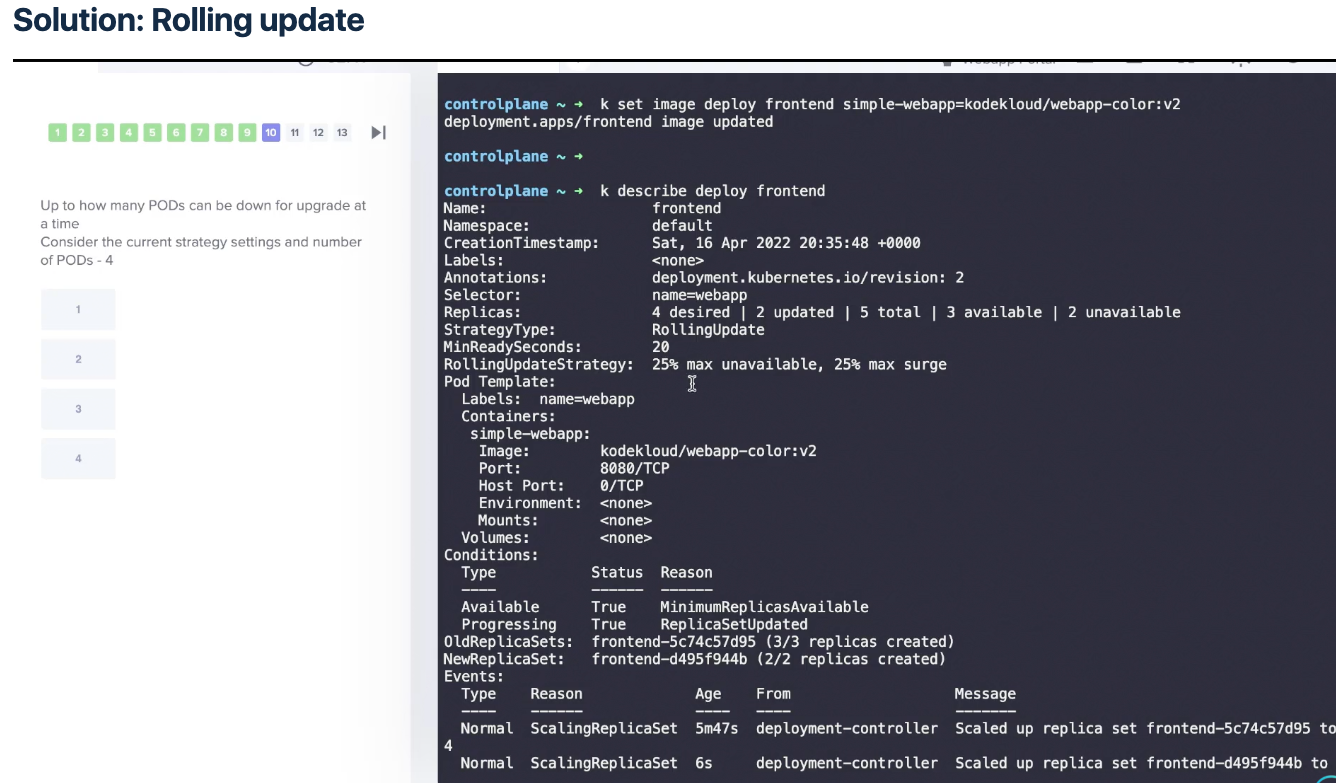 Solution: Rolling update
controlplane ~ ➜ k set image deploy frontend simple-webapp=kodekloud/webapp-color:v2
deployment.apps/frontend image updated
controlplane ~ ➜
controlplane ~ ➜ k describe deploy frontend
Name: frontend
Namespace: default
CreationTimestamp: Sat, 16 Apr 2022 20:35:48 +0000
Labels: <none>
Annotations: deployment.kubernetes.io/revision: 2
Selector: name=webapp
Replicas: 4 desired | 2 updated | 5 total | 3 available | 2 unavailable
StrategyType: RollingUpdate
MinReadySeconds: 20
RollingUpdateStrategy: 25% max unavailable, 25% max surge
Pod Template:
Labels: name=webapp
Containers:
simple-webapp:
Image: kodekloud/webapp-color:v2
Port: 8080/TCP
Host Port: 0/TCP
Environment: <none>
Mounts: <none>
Volumes: <none>
Conditions:
Type Status Reason
---- ------ ------
Available True MinimumReplicasAvailable
Progressing True ReplicaSetUpdated
OldReplicaSets: frontend-5c74c57d95 (3/3 replicas created)
NewReplicaSet: frontend-d495f944b (2/2 replicas created)
Events:
Type Reason Age From Message
---- ------ ---- ---- -------
Normal ScalingReplicaSet 5m47s deployment-controller Scaled up replica set frontend-5c74c57d95 to
4
Normal ScalingReplicaSet 6s deployment-controller Scaled up replica set frontend-d495f944b to
1 2 3 4 5 6 7 8 9 10 11 12 13
Up to how many PODs can be down for upgrade at
a time
Consider the current strategy settings and number
of PODs - 4
1
2
3
4